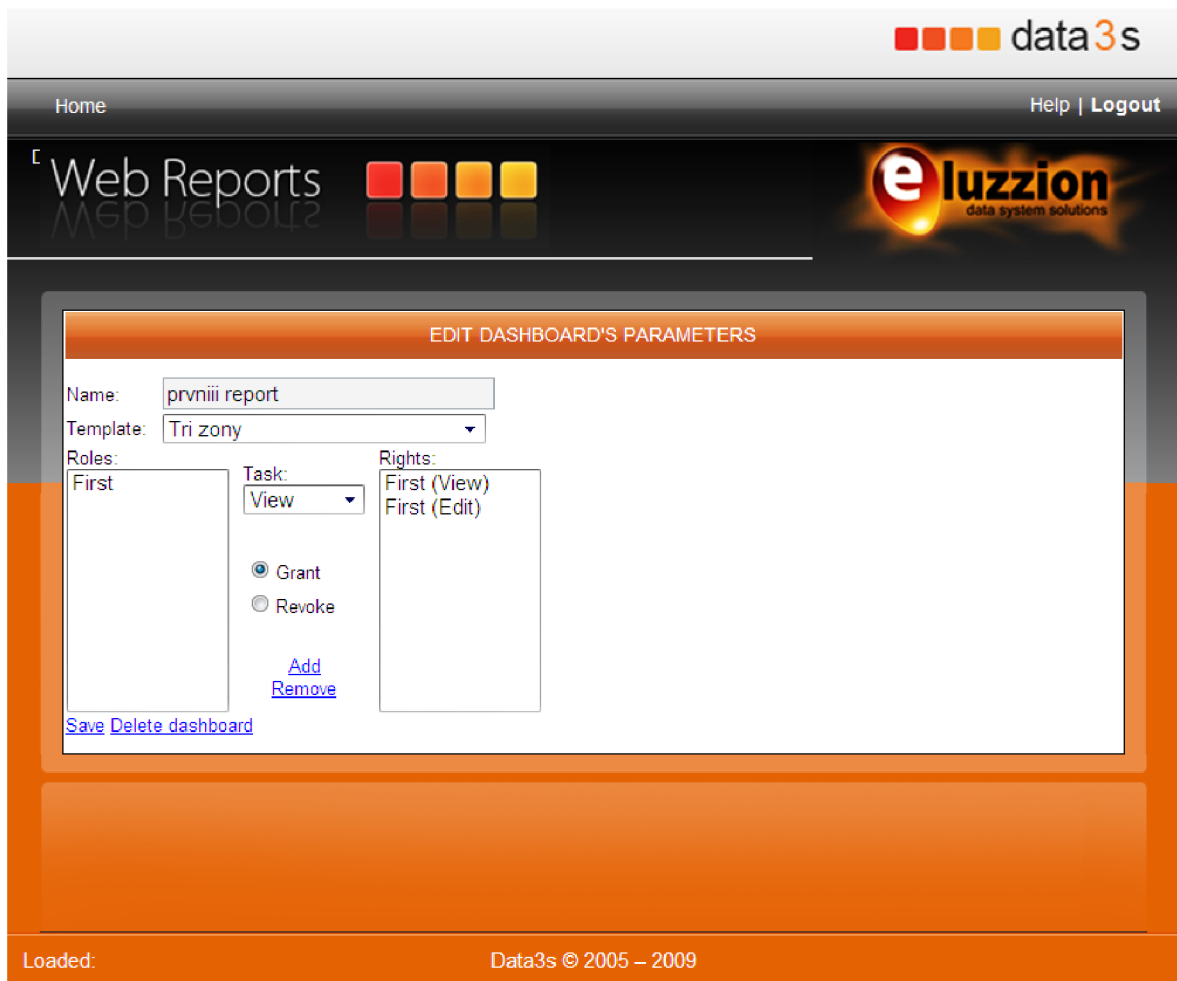 data3s
Home
Help | Logout
Web Reports
eluzzion
data system solutions
EDIT DASHBOARD'S PARAMETERS
Name: prvniii report
Template: Tri zony
Roles:
First
Task:
View
Grant
Revoke
Add
Remove
Rights:
First (View)
First (Edit)
Save Delete dashboard
Loaded:
Data3s © 2005 – 2009